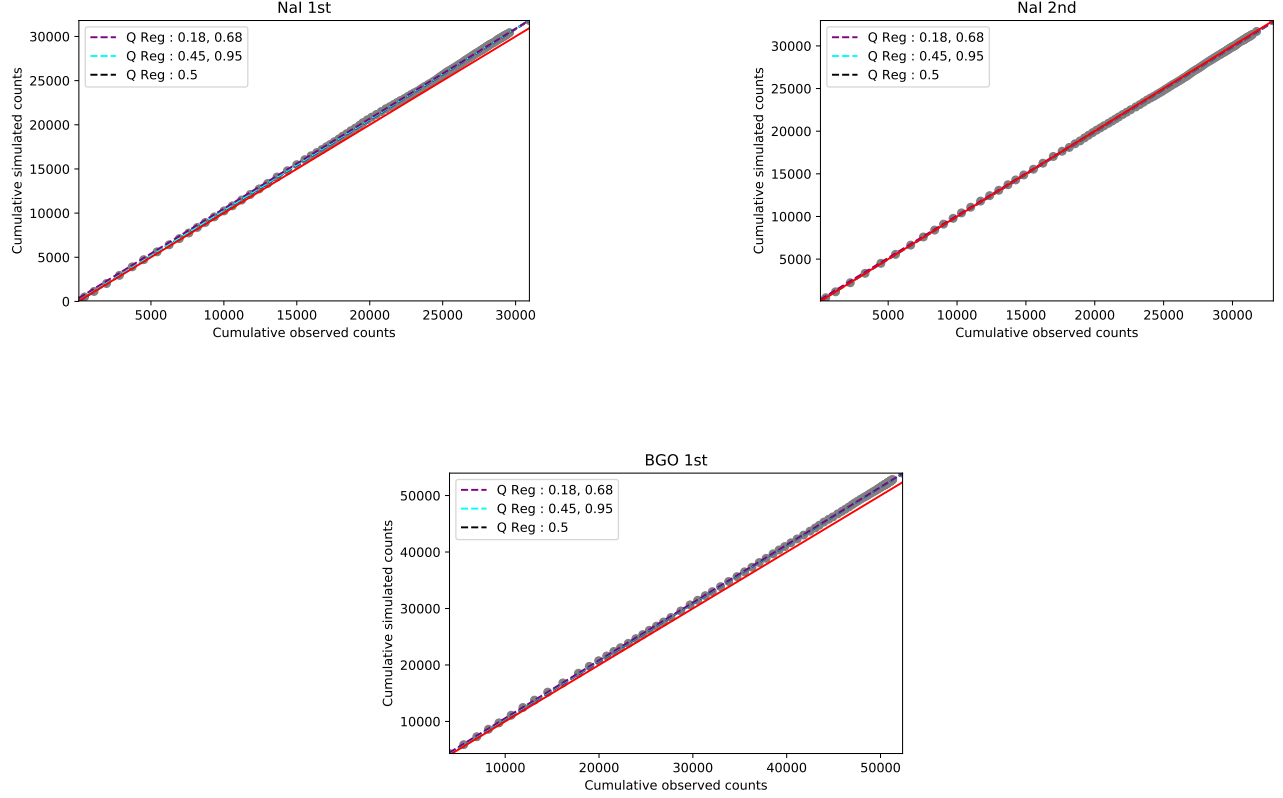 NaI 1st
Q Reg : 0.18, 0.68
Q Reg : 0.45, 0.95
Q Reg : 0.5
30000
25000
20000
15000
10000
5000
0
Cumulative simulated counts
5000 10000 15000 20000 25000 30000
Cumulative observed counts
NaI 2nd
Q Reg : 0.18, 0.68
Q Reg : 0.45, 0.95
Q Reg : 0.5
30000
25000
20000
15000
10000
5000
Cumulative simulated counts
5000 10000 15000 20000 25000 30000
Cumulative observed counts
BGO 1st
Q Reg : 0.18, 0.68
Q Reg : 0.45, 0.95
Q Reg : 0.5
50000
40000
30000
20000
10000
Cumulative simulated counts
10000 20000 30000 40000 50000
Cumulative observed counts